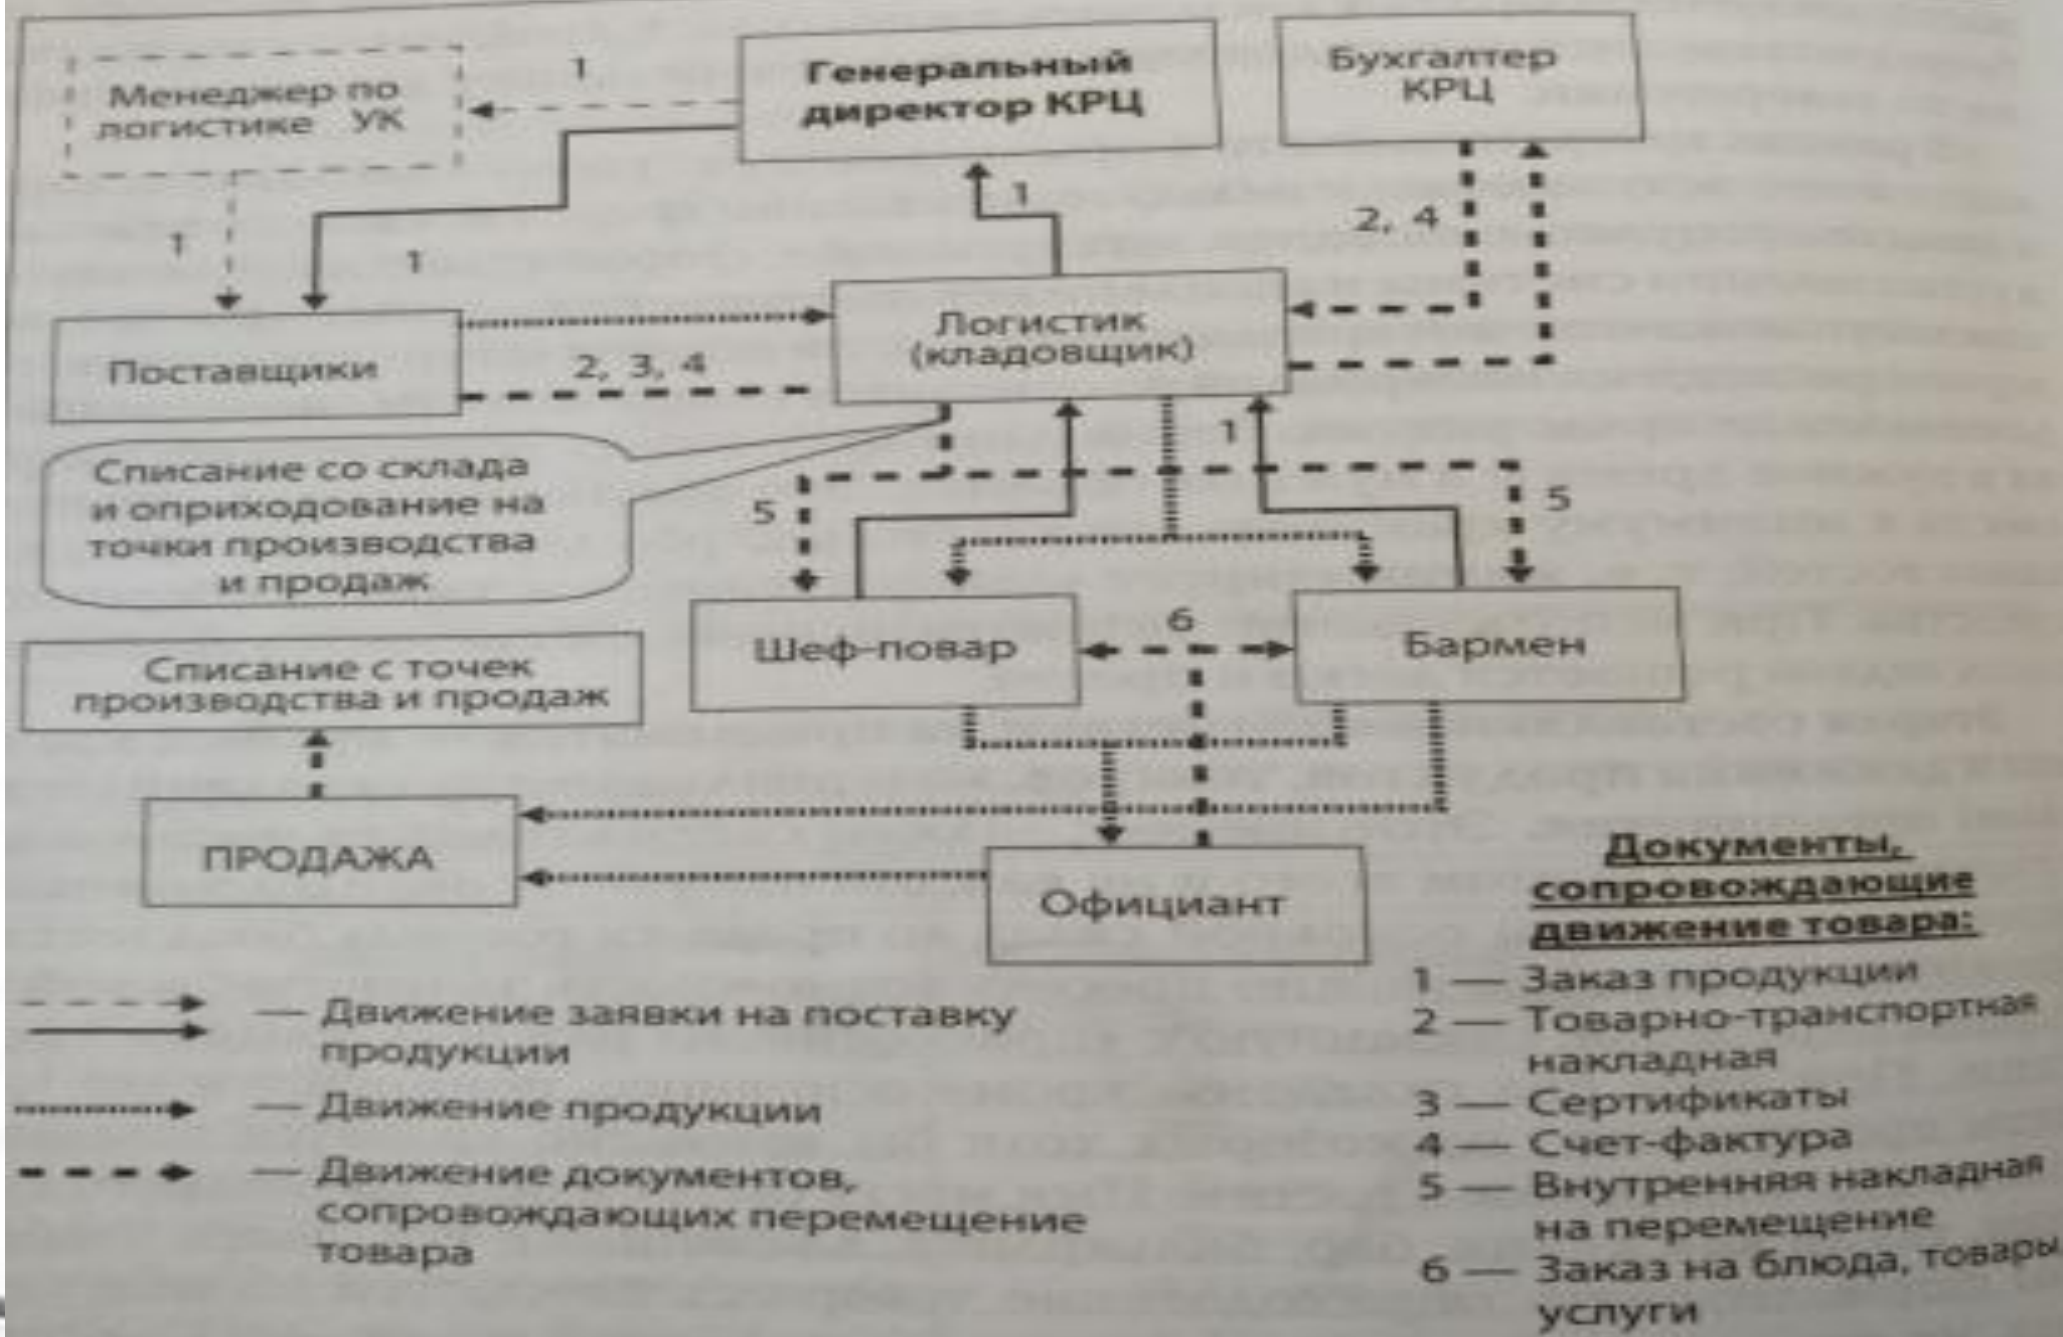 Менеджер по
логистике УК
1
Генеральный
директор КРЦ
Бухгалтер
КРЦ
1
1
1
2, 4
Поставщики
2, 3, 4
Логистик
(кладовщик)
1
Списание со склада
и оприходование на
точки производства
и продаж
5
5
Шеф-повар
6
Бармен
Списание с точек
производства и продаж
ПРОДАЖА
Официант
— Движение заявки на поставку
продукции
— Движение продукции
— Движение документов,
сопровождающих перемещение
товара
Документы,
сопровождающие
движение товара:
1 — Заказ продукции
2 — Товарно-транспортная
накладная
3 — Сертификаты
4 — Счет-фактура
5 — Внутренняя накладная
на перемещение
6 — Заказ на блюда, товары,
услуги